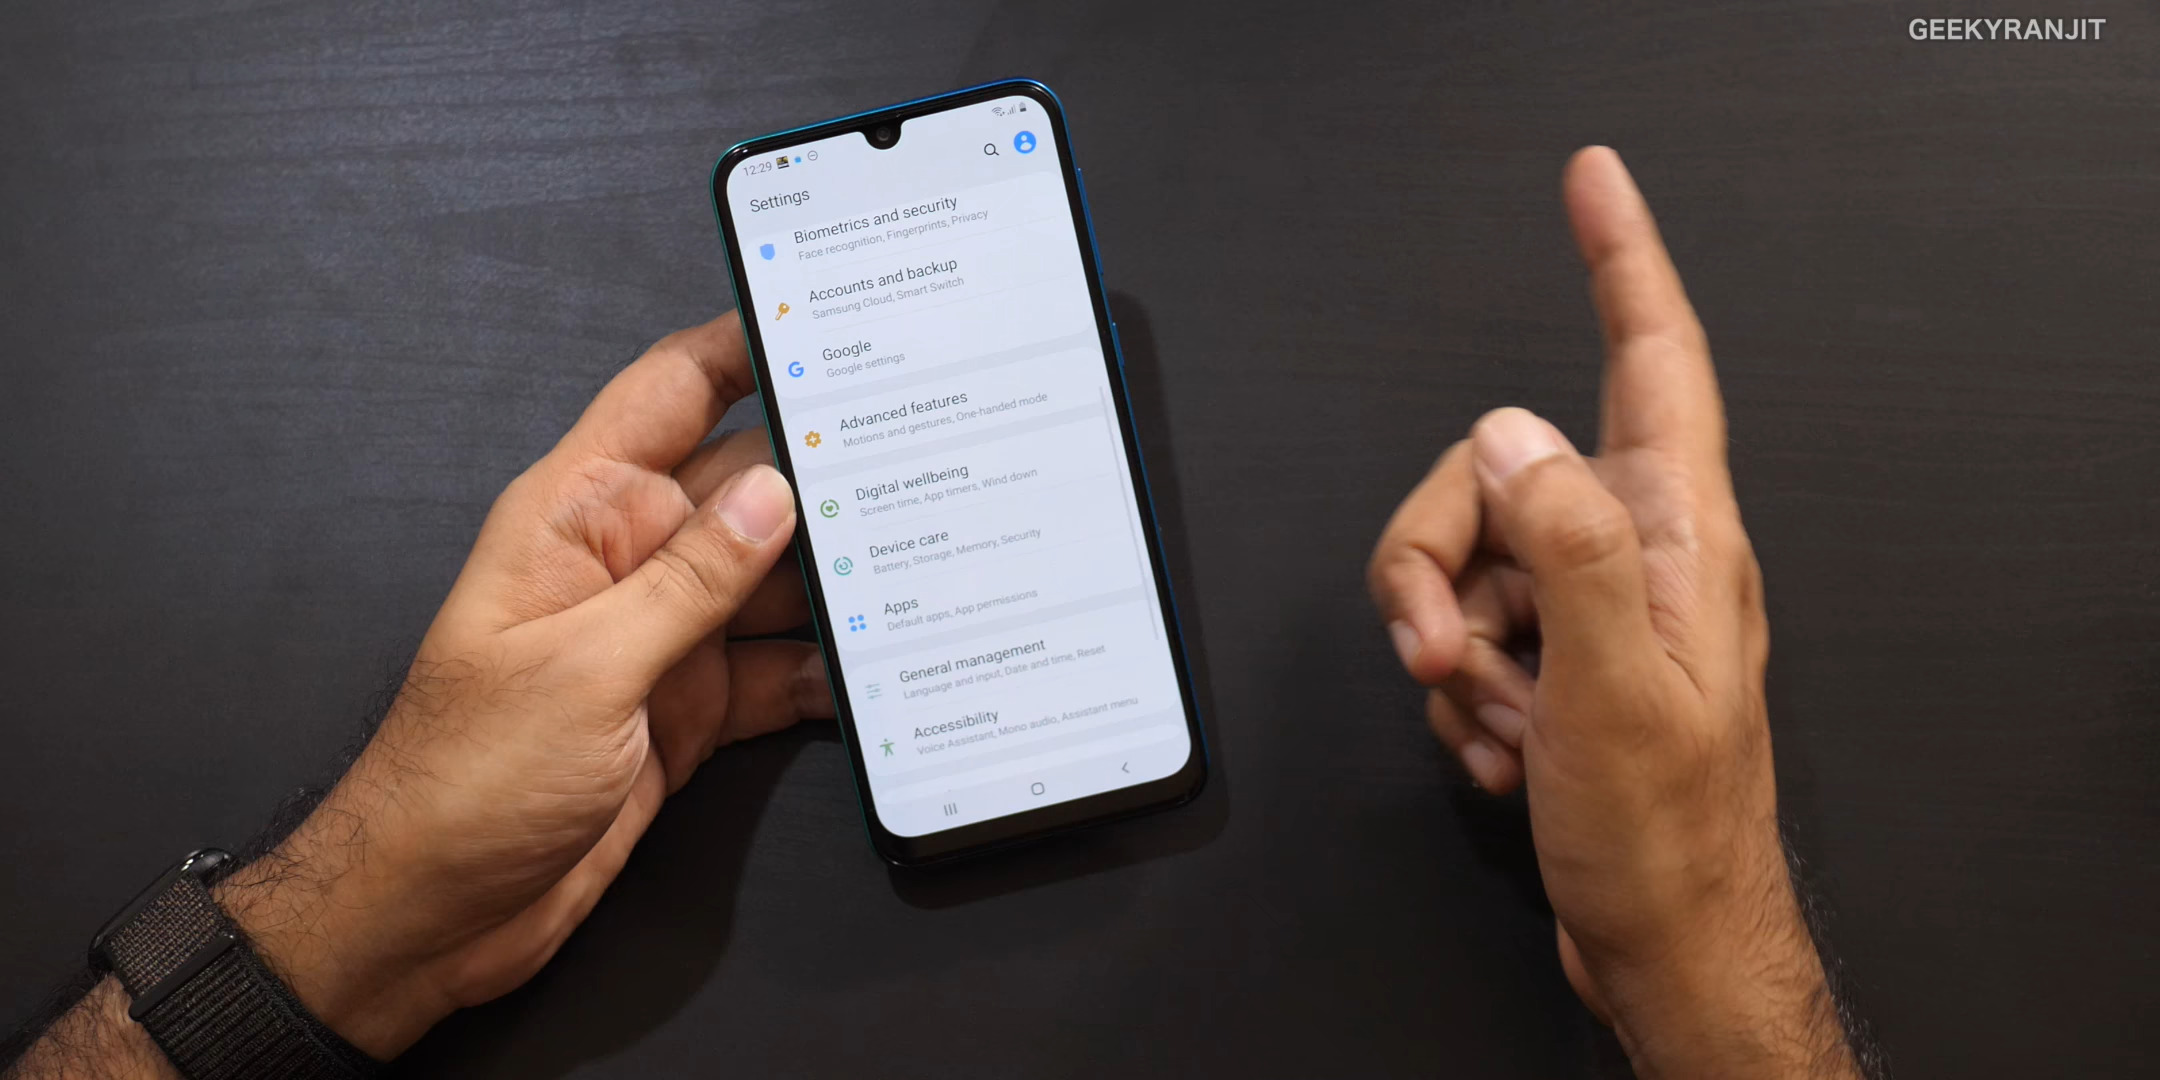 GEEKYRANJIT
12:29
Settings
Biometrics and security
Face recognition, Fingerprints, Privacy
Accounts and backup
Samsung Cloud, Smart Switch
Google
Google settings
Advanced features
Motions and gestures, One-handed mode
Digital wellbeing
Screen time, App timers, Wind down
Device care
Battery, Storage, Memory, Security
Apps
Default apps, App permissions
General management
Language and input, Date and time, Reset
Accessibility
Voice Assistant, Mono audio, Assistant menu